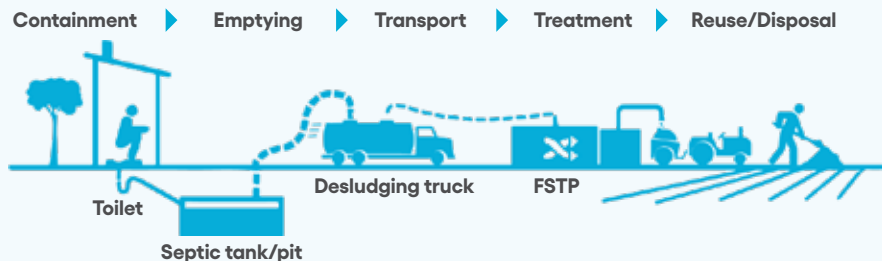 Containment Emptying Transport Treatment Reuse/Disposal
Toilet
Septic tank/pit
Desludging truck
FSTP